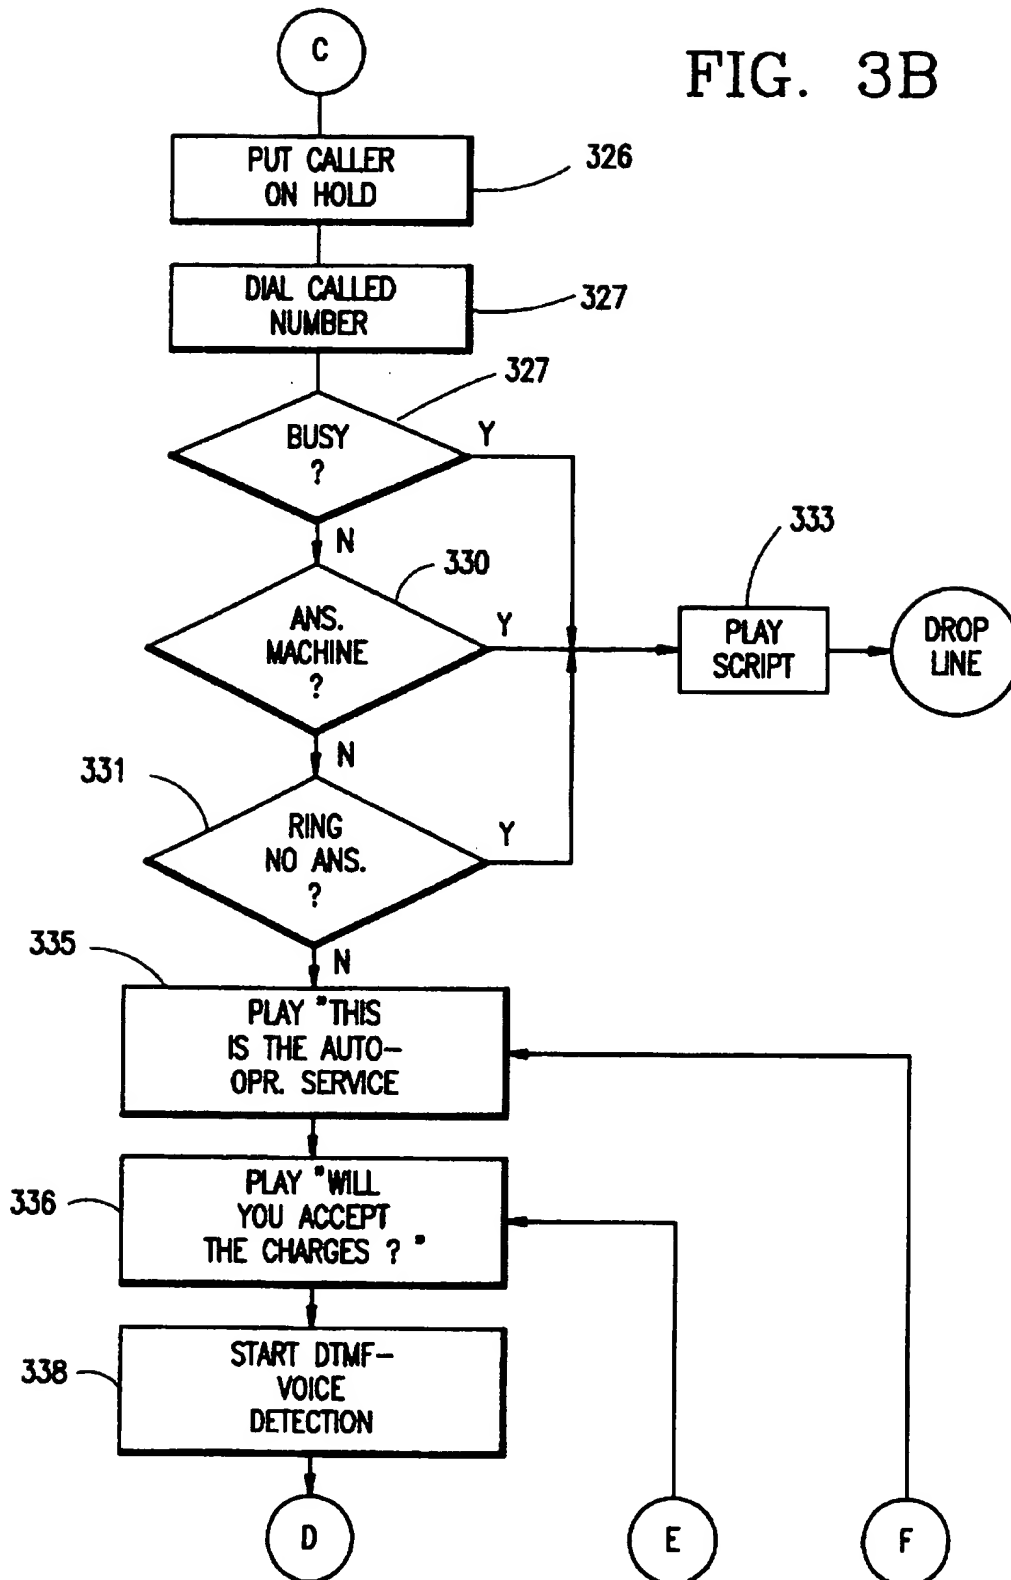 C
FIG. 3B
PUT CALLER
ON HOLD
326
DIAL CALLED
NUMBER
327
327
BUSY
?
Y
N
330
ANS.
MACHINE
?
Y
333
PLAY
SCRIPT
DROP
LINE
N
331
RING
NO ANS.
?
Y
N
335
PLAY "THIS
IS THE AUTO-
OPR. SERVICE
336
PLAY "WILL
YOU ACCEPT
THE CHARGES ? "
338
START DTMF-
VOICE
DETECTION
D
E
F